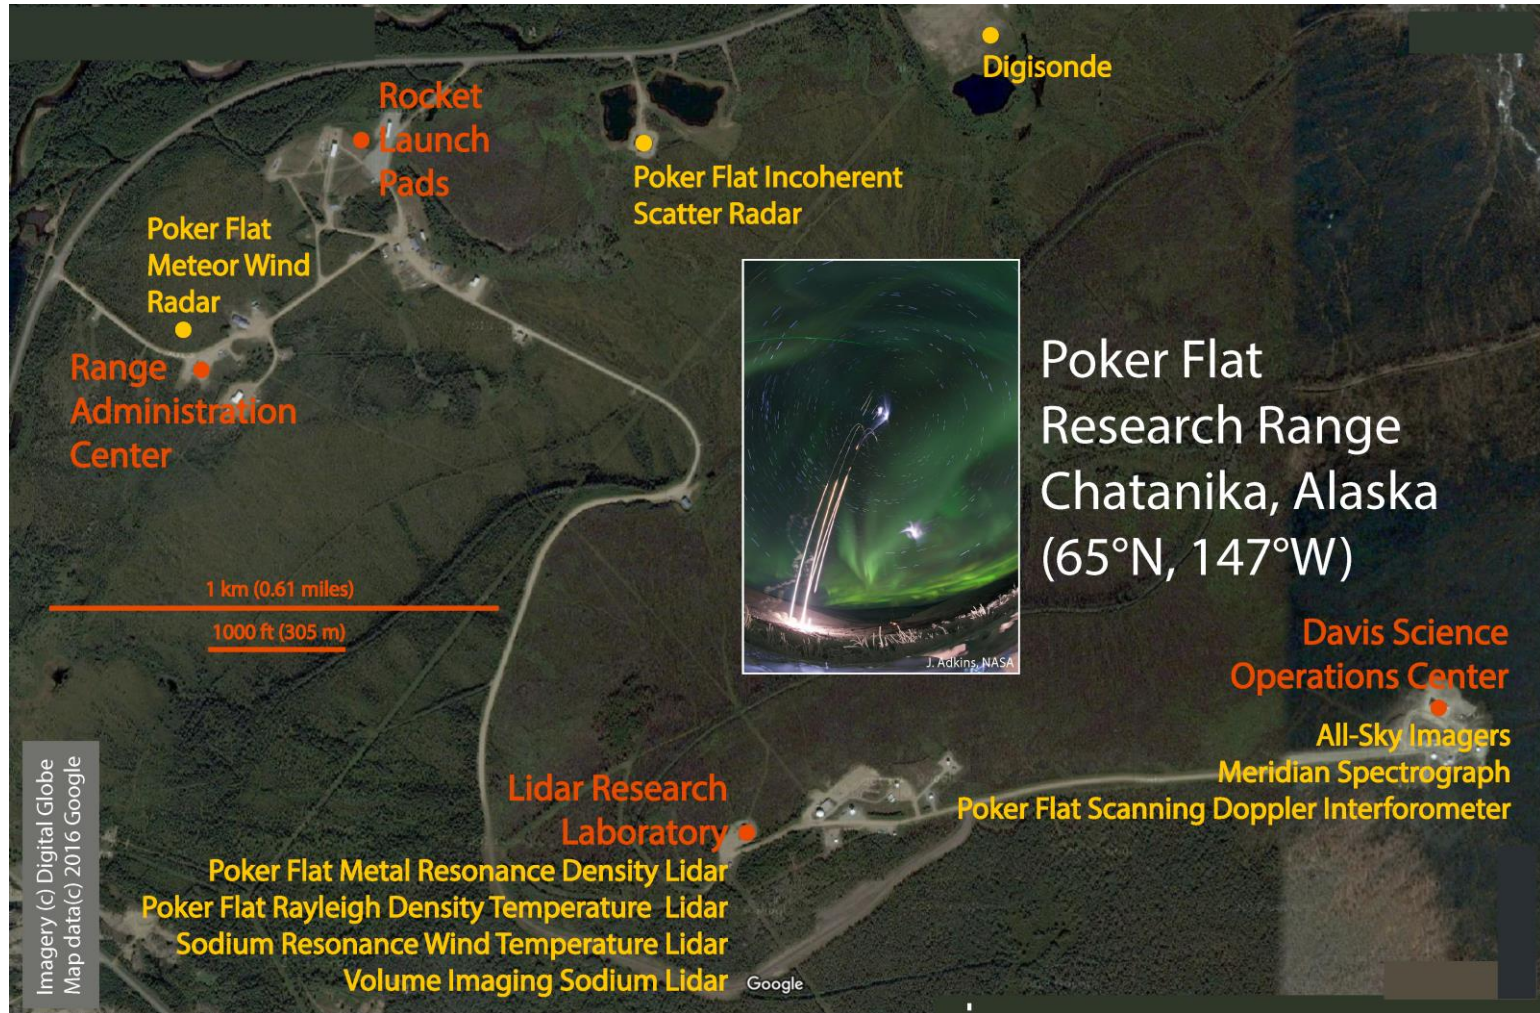 Digisonde
Rocket
Launch
Pads
Poker Flat Incoherent
Scatter Radar
Poker Flat
Meteor Wind
Radar
Range
Administration
Center
Poker Flat
Research Range
Chatanika, Alaska
(65°N, 147°W)
J. Adkins, NASA
1 km (0.61 miles)
1000 ft (305 m)
Davis Science
Operations Center
All-Sky Imagers
Meridian Spectrograph
Poker Flat Scanning Doppler Interforometer
Lidar Research
Laboratory
Poker Flat Metal Resonance Density Lidar
Poker Flat Rayleigh Density Temperature Lidar
Sodium Resonance Wind Temperature Lidar
Volume Imaging Sodium Lidar
Google
Imagery (c) Digital Globe
Map data(c) 2016 Google